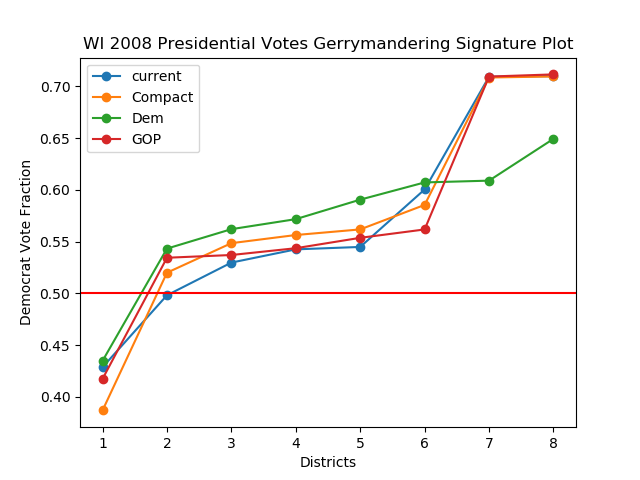 WI 2008 Presidential Votes Gerrymandering Signature Plot
current
Compact
Dem
GOP
Democrat Vote Fraction
0.70
0.65
0.60
0.55
0.50
0.45
0.40
1 2 3 4 5 6 7 8
Districts